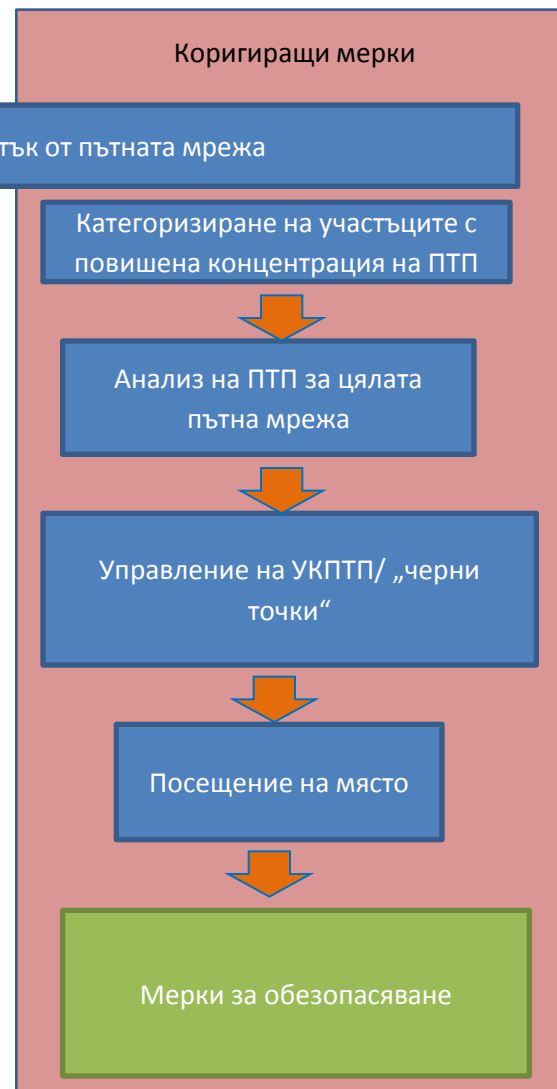 Коригиращи мерки
от пътната мрежа
Категоризиране на участъците с
повишена концентрация на ПТП
Анализ на ПТП за цялата
пътна мрежа
Управление на УКПТП/ „черни
точки“
Посещение на място
Мерки за обезопасяване